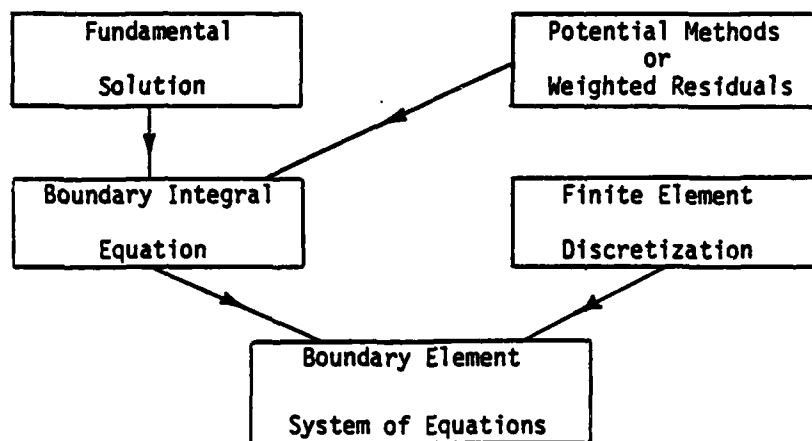 Fundamental
Solution
Potential Methods
or
Weighted Residuals
Boundary Integral
Equation
Finite Element
Discretization
Boundary Element
System of Equations